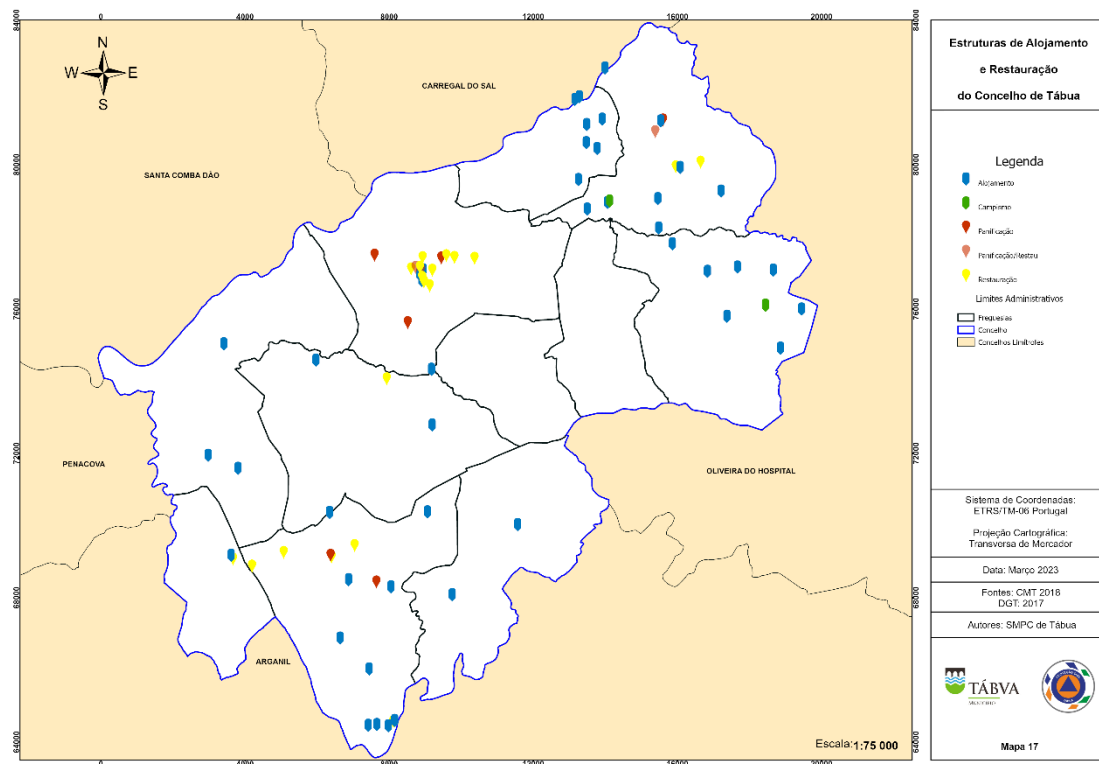 0
4000
8000
12000
16000
20000
84000
84000
N
W E
S
CARREGAL DO SAL
SANTA COMBA DÃO
80000
80000
76000
76000
72000
72000
PENACOVA
OLIVEIRA DO HOSPITAL
68000
68000
ARGANIL
64000
64000
Escala:1:75 000
0
4000
8000
12000
16000
20000
Estruturas de Alojamento
e Restauração
do Concelho de Tábua
Legenda
Alojamento
Campismo
Panificação
Panificação/Restau
Restauração
Limites Administrativos
Freguesias
Concelho
Concelhos Limítrofes
Sistema de Coordenadas:
ETRS/TM-06 Portugal
Projeção Cartográfica:
Transversa de Mercador
Data: Março 2023
Fontes: CMT 2018
DGT: 2017
Autores: SMPC de Tábua
TÁBVA
MUNICÍPIO
Mapa 17